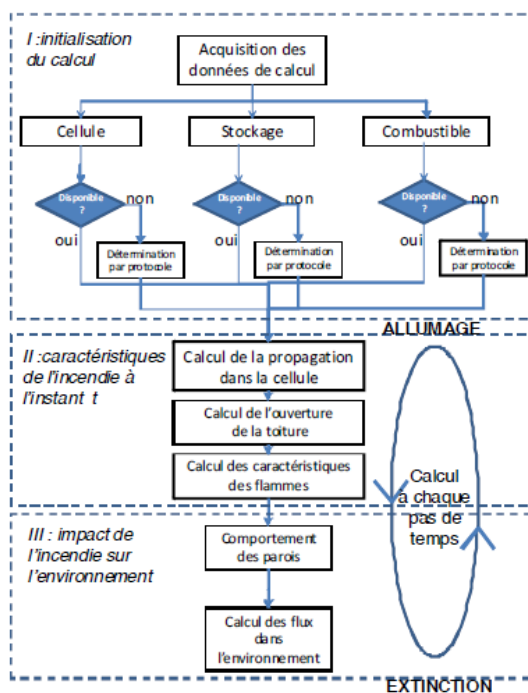 I :initialisation
du calcul
Acquisition des
données de calcul
Cellule
Stockage
Combustible
Disponible
?
non
oui
Disponible
?
non
oui
Disponible
?
non
oui
Détermination
par protocole
Détermination
par protocole
Détermination
par protocole
ALLUMAGE
II :caractéristiques
de l'incendie à
l'instant t
Calcul de la propagation
dans la cellule
Calcul de l'ouverture
de la toiture
Calcul des caractéristiques
des flammes
Calcul
à chaque
pas de
temps
III : impact de
l'incendie sur
l'environnement
Comportement
des parois
Calcul des flux
dans
l'environnement
EXTINCTION